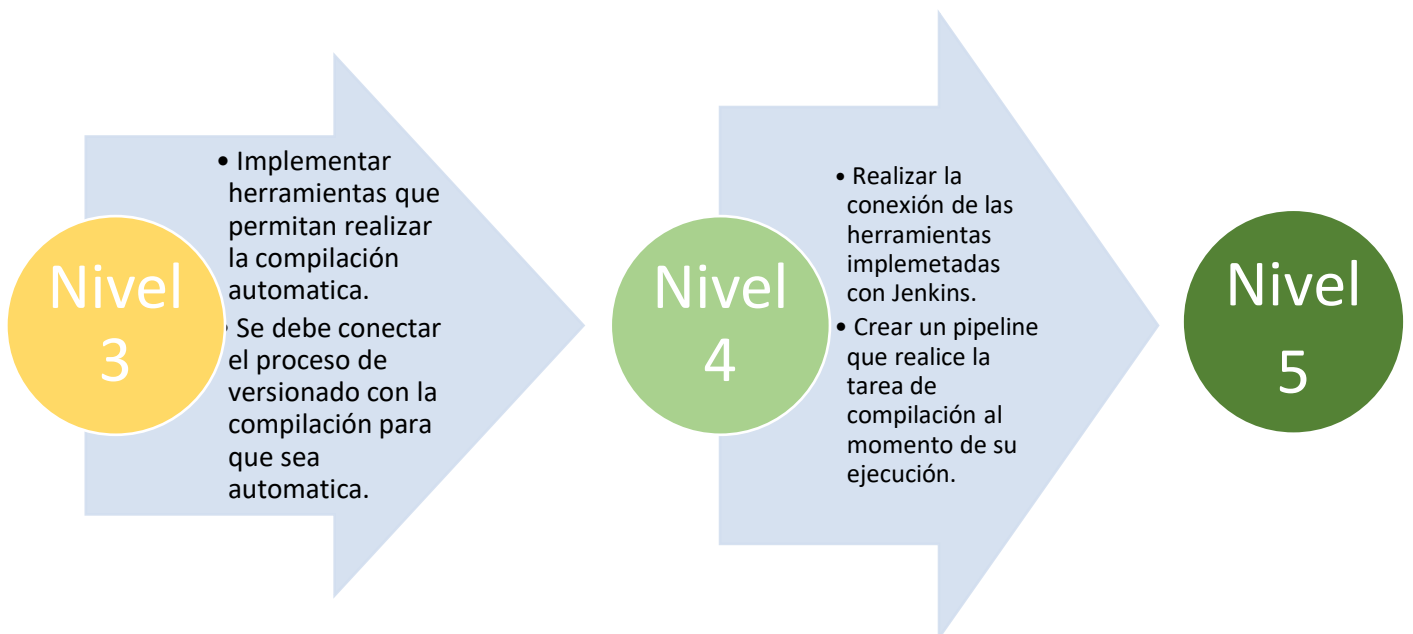 Nivel
3
• Implementar
herramientas que
permitan realizar
la compilación
automatica.
• Se debe conectar
el proceso de
versionado con la
compilación para
que sea
automatica.
Nivel
4
• Realizar la
conexión de las
herramientas
implemetadas
con Jenkins.
• Crear un pipeline
que realice la
tarea de
compilación al
momento de su
ejecución.
Nivel
5